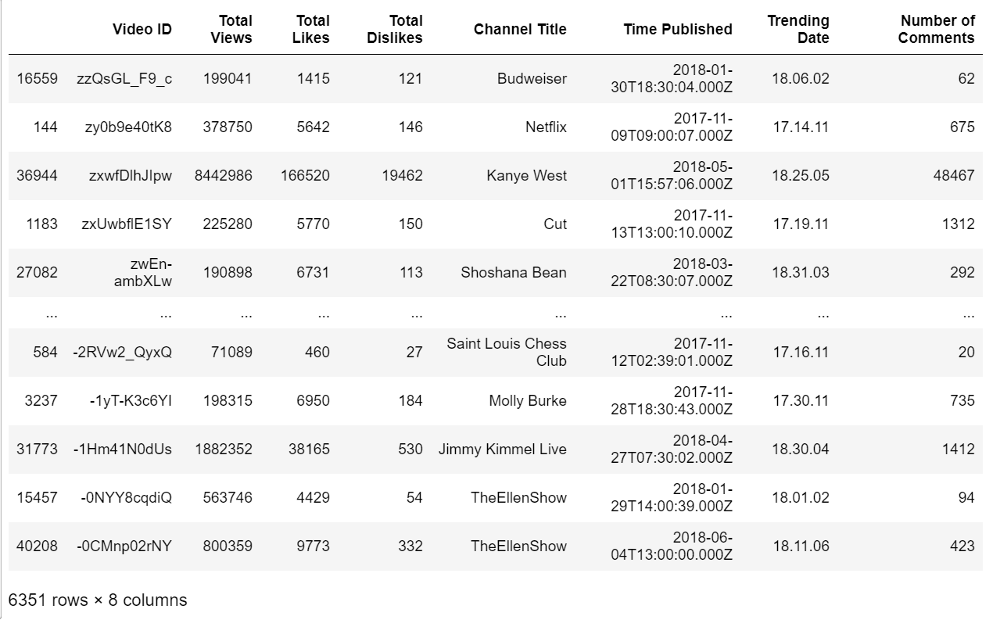 Video ID Total Views Total Likes Total Dislikes Channel Title Time Published Trending Date Number of Comments
16559 zzQsGL_F9_c 199041 1415 121 Budweiser 2018-01-30T18:30:04.000Z 18.06.02 62
144 zy0b9e40tK8 378750 5642 146 Netflix 2017-11-09T09:00:07.000Z 17.14.11 675
36944 zxwfDlhJIpw 8442986 166520 19462 Kanye West 2018-05-01T15:57:06.000Z 18.25.05 48467
1183 zxUwbflE1SY 225280 5770 150 Cut 2017-11-13T13:00:10.000Z 17.19.11 1312
27082 zwEn-ambXLw 190898 6731 113 Shoshana Bean 2018-03-22T08:30:07.000Z 18.31.03 292
... ... ... ... ... ... ... ... ...
584 -2RVw2_QyxQ 71089 460 27 Saint Louis Chess Club 2017-11-12T02:39:01.000Z 17.16.11 20
3237 -1yT-K3c6YI 198315 6950 184 Molly Burke 2017-11-28T18:30:43.000Z 17.30.11 735
31773 -1Hm41N0dUs 1882352 38165 530 Jimmy Kimmel Live 2018-04-27T07:30:02.000Z 18.30.04 1412
15457 -0NYY8cqdiQ 563746 4429 54 TheEllenShow 2018-01-29T14:00:39.000Z 18.01.02 94
40208 -0CMnp02rNY 800359 9773 332 TheEllenShow 2018-06-04T13:00:00.000Z 18.11.06 423
6351 rows × 8 columns